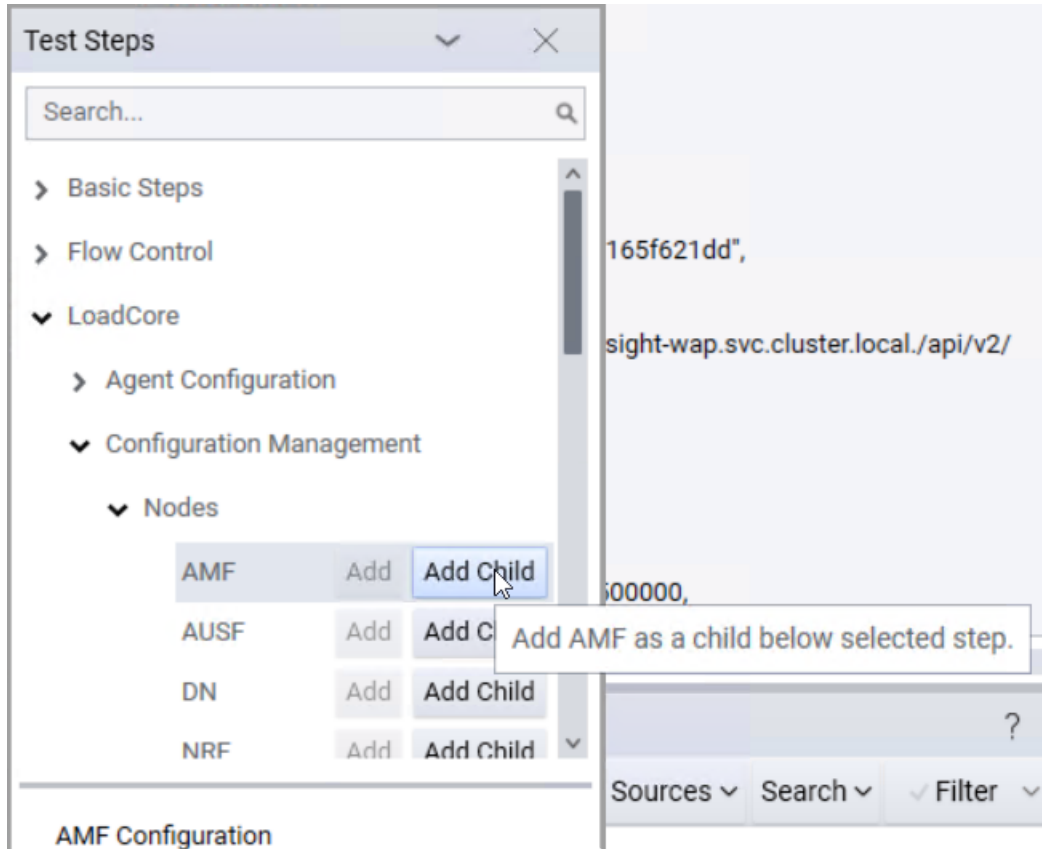 Test Steps
Search...
Basic Steps
Flow Control
LoadCore
Agent Configuration
Configuration Management
Nodes
AMF Add Add Child
AUSF Add
DN Add Add Child
NRF Add Add Child
AMF Configuration
165f621dd",
sight-wap.svc.cluster.local./api/v2/
500000,
Add AMF as a child below selected step.
?
Sources Search Filter